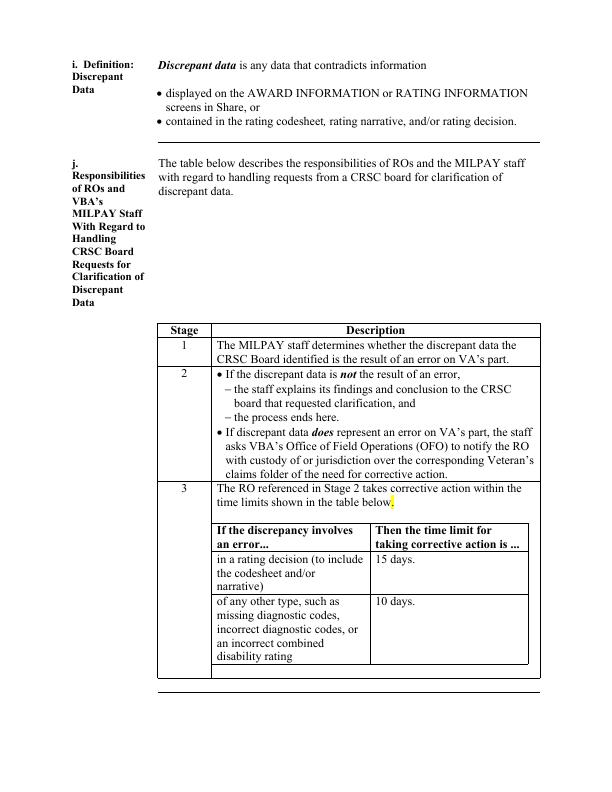 i. Definition:
Discrepant
Data
Discrepant data is any data that contradicts information
• displayed on the AWARD INFORMATION or RATING INFORMATION
screens in Share, or
• contained in the rating codesheet, rating narrative, and/or rating decision.
j.
Responsibilities
of ROs and
VBA’s
MILPAY Staff
With Regard to
Handling
CRSC Board
Requests for
Clarification of
Discrepant
Data
The table below describes the responsibilities of ROs and the MILPAY staff
with regard to handling requests from a CRSC board for clarification of
discrepant data.
Stage Description
1 The MILPAY staff determines whether the discrepant data the
CRSC Board identified is the result of an error on VA’s part.
2 • If the discrepant data is not the result of an error,
− the staff explains its findings and conclusion to the CRSC
board that requested clarification, and
− the process ends here.
• If discrepant data does represent an error on VA’s part, the staff
asks VBA’s Office of Field Operations (OFO) to notify the RO
with custody of or jurisdiction over the corresponding Veteran’s
claims folder of the need for corrective action.
3 The RO referenced in Stage 2 takes corrective action within the
time limits shown in the table below.
If the discrepancy involves
an error...
Then the time limit for
taking corrective action is ...
in a rating decision (to include
the codesheet and/or
narrative)
15 days.
of any other type, such as
missing diagnostic codes,
incorrect diagnostic codes, or
an incorrect combined
disability rating
10 days.